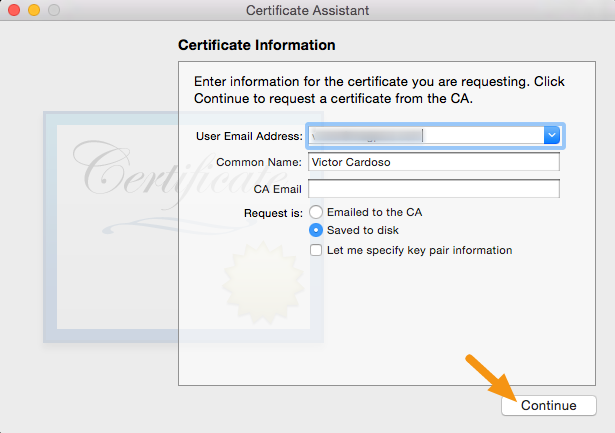 Certificate Assistant
Certificate Information
Enter information for the certificate you are requesting. Click
Continue to request a certificate from the CA.
User Email Address:
Common Name: Victor Cardoso
CA Email
Request is: Emailed to the CA
Saved to disk
Let me specify key pair information
Certificate
Continue